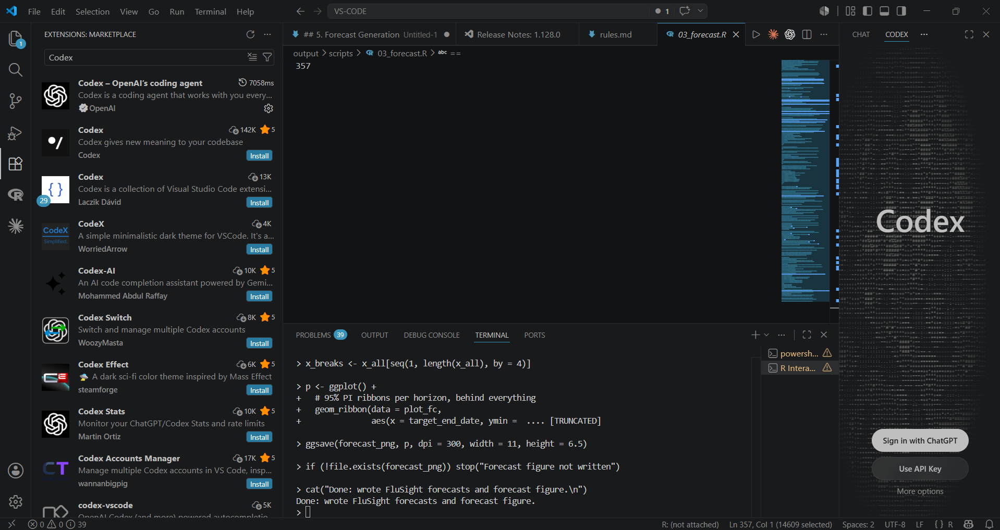 File Edit Selection View Go Run Terminal Help
VS-CODE
1
1
29
EXTENSIONS: MARKETPLACE
Codex
Codex – OpenAI's coding agent 7058ms
Codex is a coding agent that works with you every...
OpenAI
Codex 142K 5
Codex gives new meaning to your codebase
Codex Install
Codex 13K
Codex is a collection of Visual Studio Code extensi...
Laczik Dávid Install
CodeX
Simplified.
CodeX 4K
A simple minimalistic dark theme for VSCode. It's a...
WorriedArrow Install
Codex-AI 10K 5
An AI code completion assistant powered by Gemi...
Mohammed Abdul Raffay Install
Codex Switch 8K 5
Switch and manage multiple Codex accounts
WoozyMasta Install
Codex Effect 6K 5
🛸 A dark sci-fi color theme inspired by Mass Effect
steamforge Install
Codex Stats 10K 5
Monitor your ChatGPT/Codex Stats and rate limits
Martin Ortiz Install
CT
Codex Accounts Manager 17K 5
Manage multiple Codex accounts in VS Code, insp...
wannanbigpig Install
codex-vscode 5K
OpenAI Codex (and more) powered autocompletio...
## 5. Forecast Generation Untitled-1
Release Notes: 1.128.0
rules.md
03_forecast.R
output > scripts > 03_forecast.R > abc ==
357
PROBLEMS 39 OUTPUT DEBUG CONSOLE TERMINAL PORTS
> x_breaks <- x_all[seq(1, length(x_all), by = 4)]
> p <- ggplot() +
+ # 95% PI ribbons per horizon, behind everything
+ geom_ribbon(data = plot_fc,
+ aes(x = target_end_date, ymin = .... [TRUNCATED]
> ggsave(forecast_png, p, dpi = 300, width = 11, height = 6.5)
> if (!file.exists(forecast_png)) stop("Forecast figure not written")
> cat("Done: wrote FluSight forecasts and forecast figure.\n")
Done: wrote FluSight forecasts and forecast figure.
>
powersh...
R Intera...
CHAT CODEX
Codex
Sign in with ChatGPT
Use API Key
More options
0 0 39
R: (not attached) Ln 357, Col 1 (14609 selected) Spaces: 2 UTF-8 LF {} R